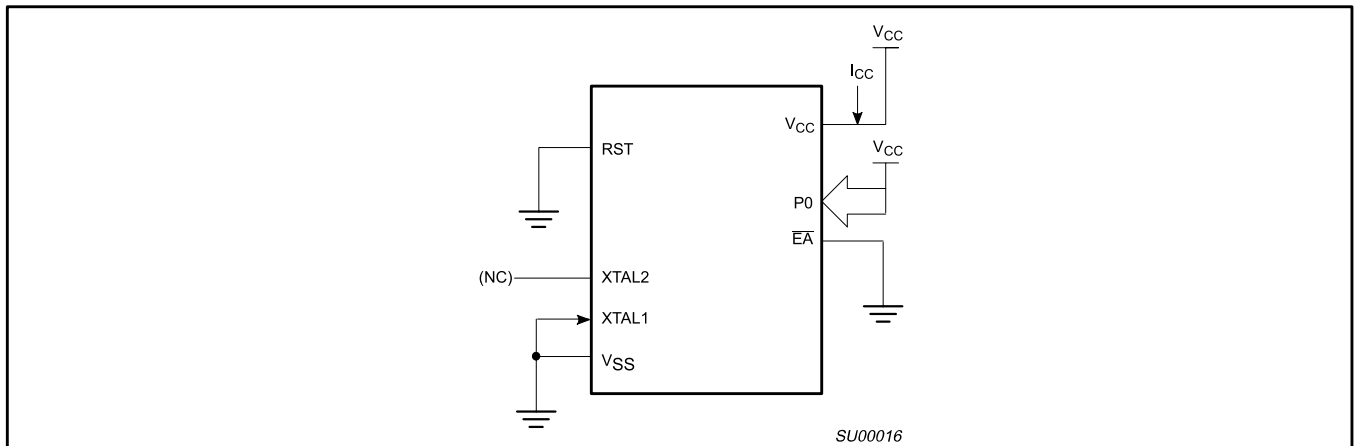 VCC
ICC
VCC
VCC
RST
P0
EA
(NC)
XTAL2
XTAL1
VSS
SU00016